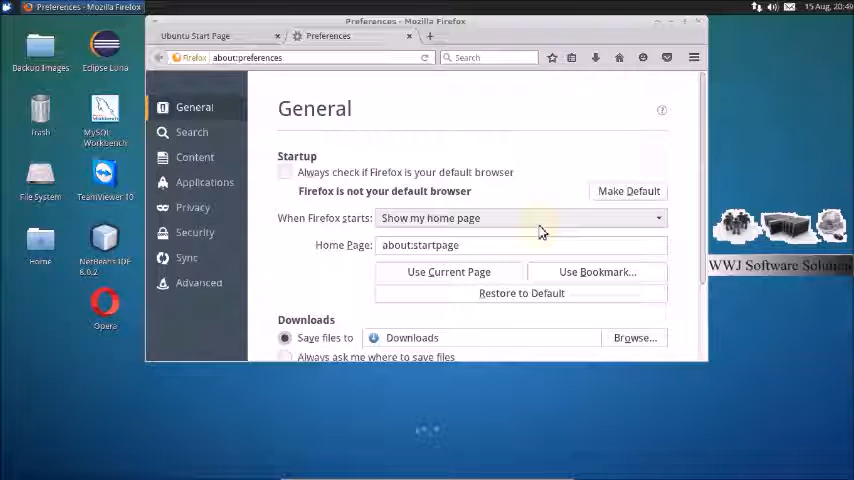 Preferences - Mozilla Firefox
15 Aug, 20:49
Preferences - Mozilla Firefox
Ubuntu Start Page
Preferences
Firefox
about:preferences
Search
Backup Images
Eclipse Luna
Trash
MySQL
Workbench
File System
TeamViewer 10
Home
NetBeans IDE
8.0.2
Opera
General
Search
Content
Applications
Privacy
Security
Sync
Advanced
General
Startup
Always check if Firefox is your default browser
Firefox is not your default browser
Make Default
When Firefox starts:
Show my home page
Home Page:
about:startpage
Use Current Page
Use Bookmark...
Restore to Default
Downloads
Save files to
Downloads
Browse...
Always ask me where to save files
WWJ Software Solution